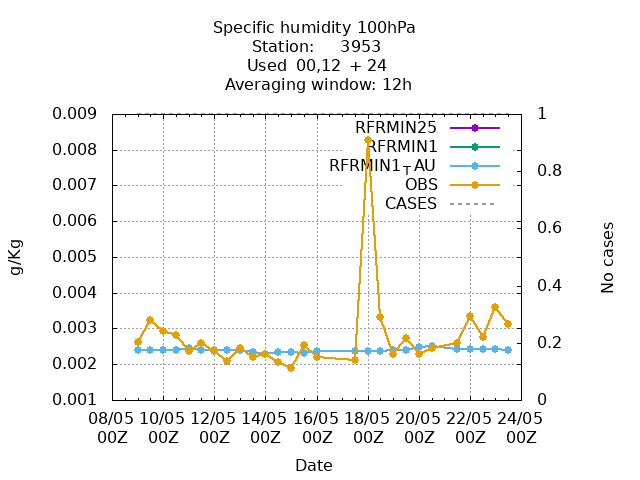 Specific humidity 100hPa
Station: 3953
Used 00,12 + 24
Averaging window: 12h
0.009
0.008
0.007
0.006
0.005
0.004
0.003
0.002
0.001
g/Kg
RFRMIN25
RFRMIN1
RFRMIN1TAU
OBS
CASES
1
0.8
0.6
0.4
0.2
0
No cases
08/05 10/05 12/05 14/05 16/05 18/05 20/05 22/05 24/05
00Z 00Z 00Z 00Z 00Z 00Z 00Z 00Z 00Z
Date